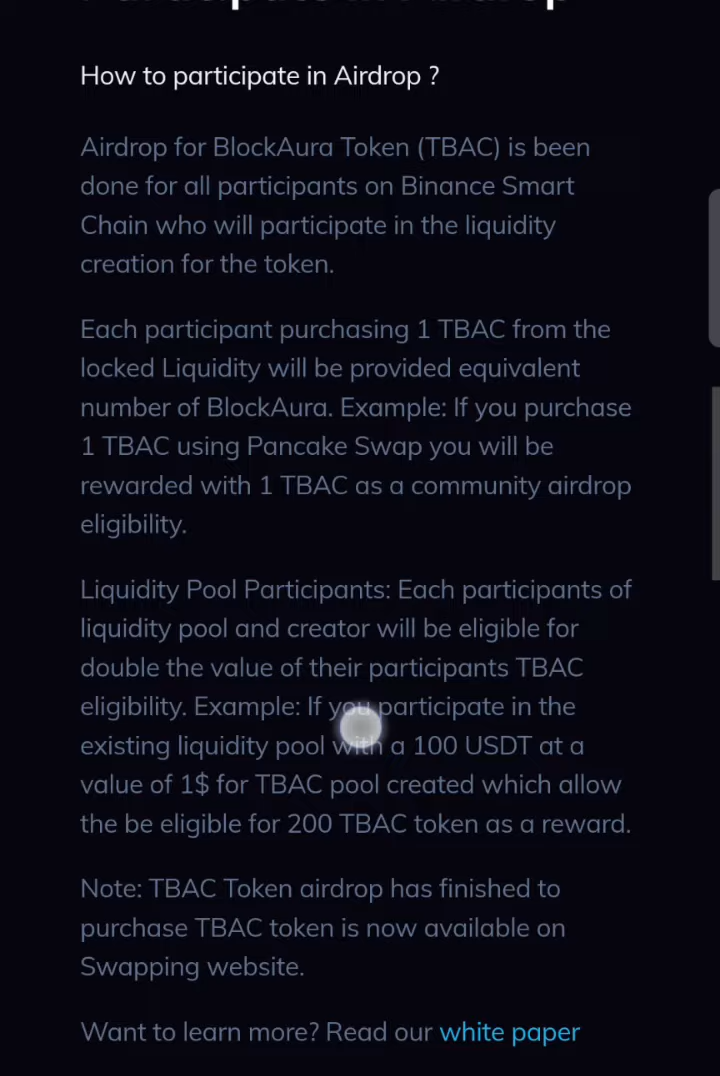 How to participate in Airdrop ?
Airdrop for BlockAura Token (TBAC) is been
done for all participants on Binance Smart
Chain who will participate in the liquidity
creation for the token.
Each participant purchasing 1 TBAC from the
locked Liquidity will be provided equivalent
number of BlockAura. Example: If you purchase
1 TBAC using Pancake Swap you will be
rewarded with 1 TBAC as a community airdrop
eligibility.
Liquidity Pool Participants: Each participants of
liquidity pool and creator will be eligible for
double the value of their participants TBAC
eligibility. Example: If you participate in the
existing liquidity pool with a 100 USDT at a
value of 1$ for TBAC pool created which allow
the be eligible for 200 TBAC token as a reward.
Note: TBAC Token airdrop has finished to
purchase TBAC token is now available on
Swapping website.
Want to learn more? Read our white paper